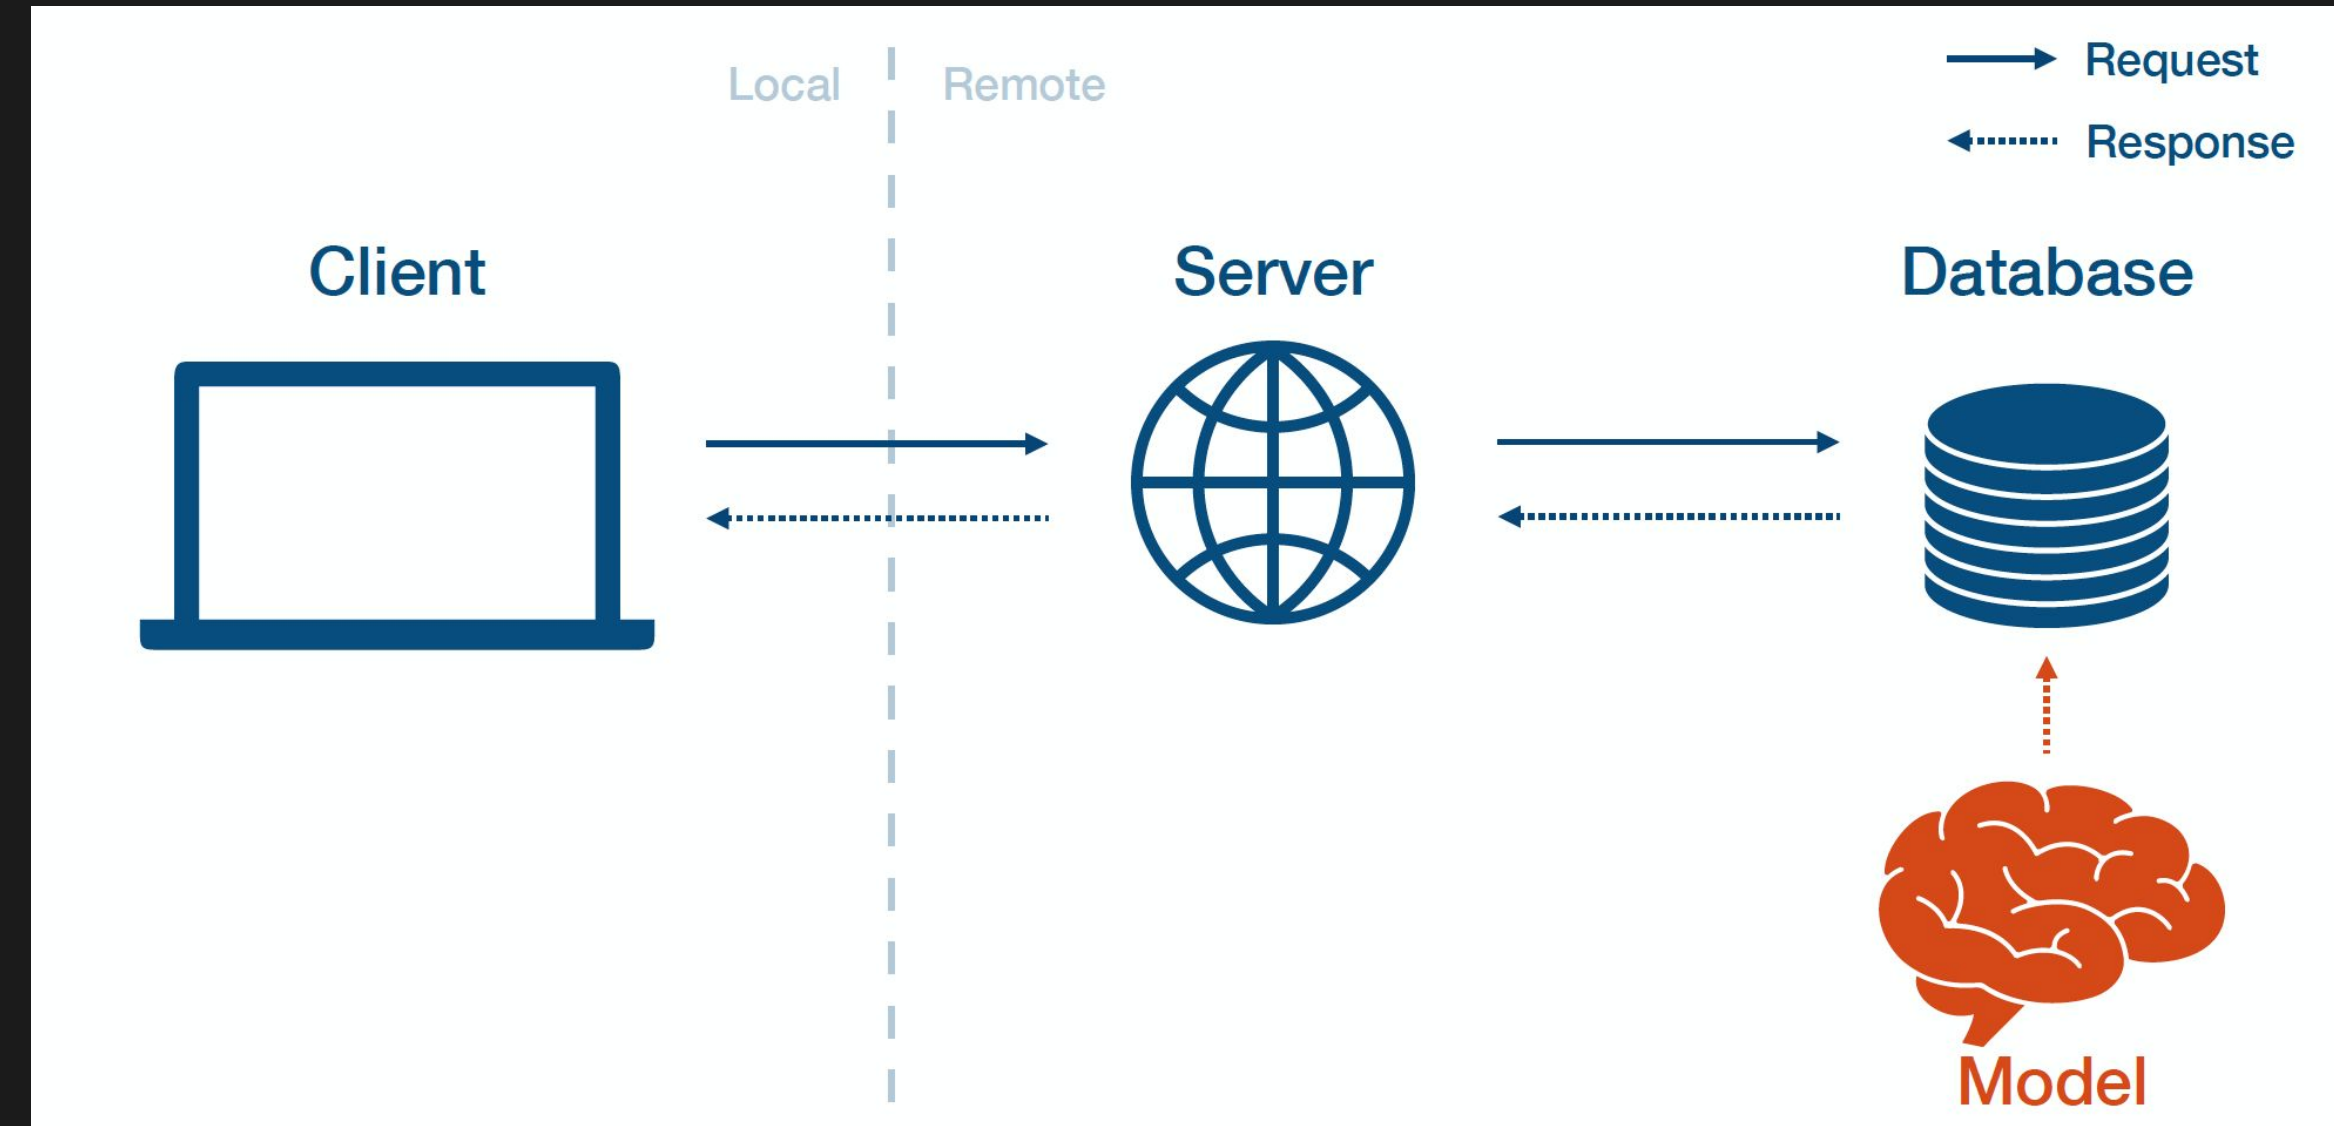 Local
Remote
Request
Response
Client
Server
Database
Model